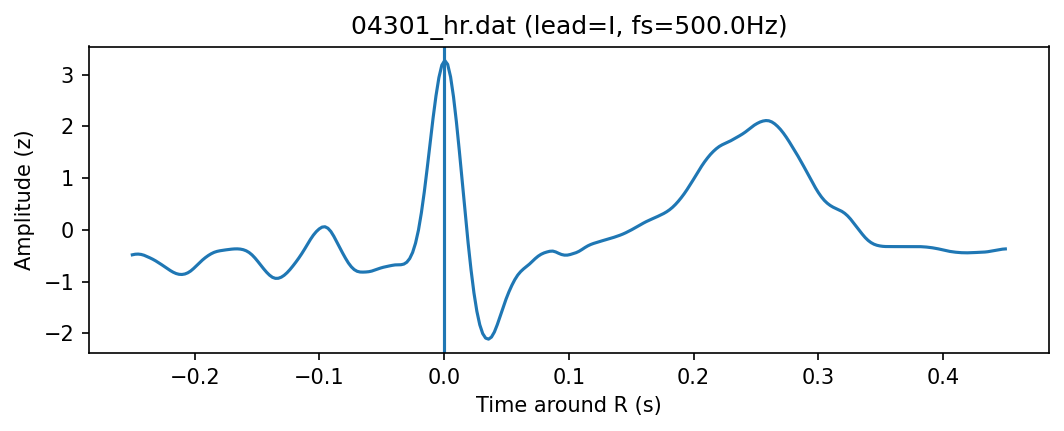 04301_hr.dat (lead=I, fs=500.0Hz)
Amplitude (z)
3
2
1
0
−1
−2
−0.2 −0.1 0.0 0.1 0.2 0.3 0.4
Time around R (s)